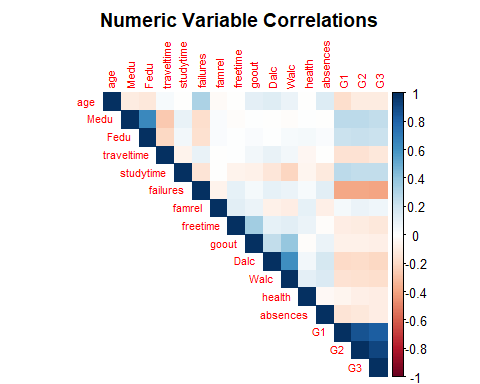 Numeric Variable Correlations
age
Medu
Fedu
traveltime
studytime
failures
famrel
freetime
goout
Dalc
Walc
health
absences
G1
G2
G3
age
Medu
Fedu
traveltime
studytime
failures
famrel
freetime
goout
Dalc
Walc
health
absences
G1
G2
G3
1
0.8
0.6
0.4
0.2
0
-0.2
-0.4
-0.6
-0.8
-1